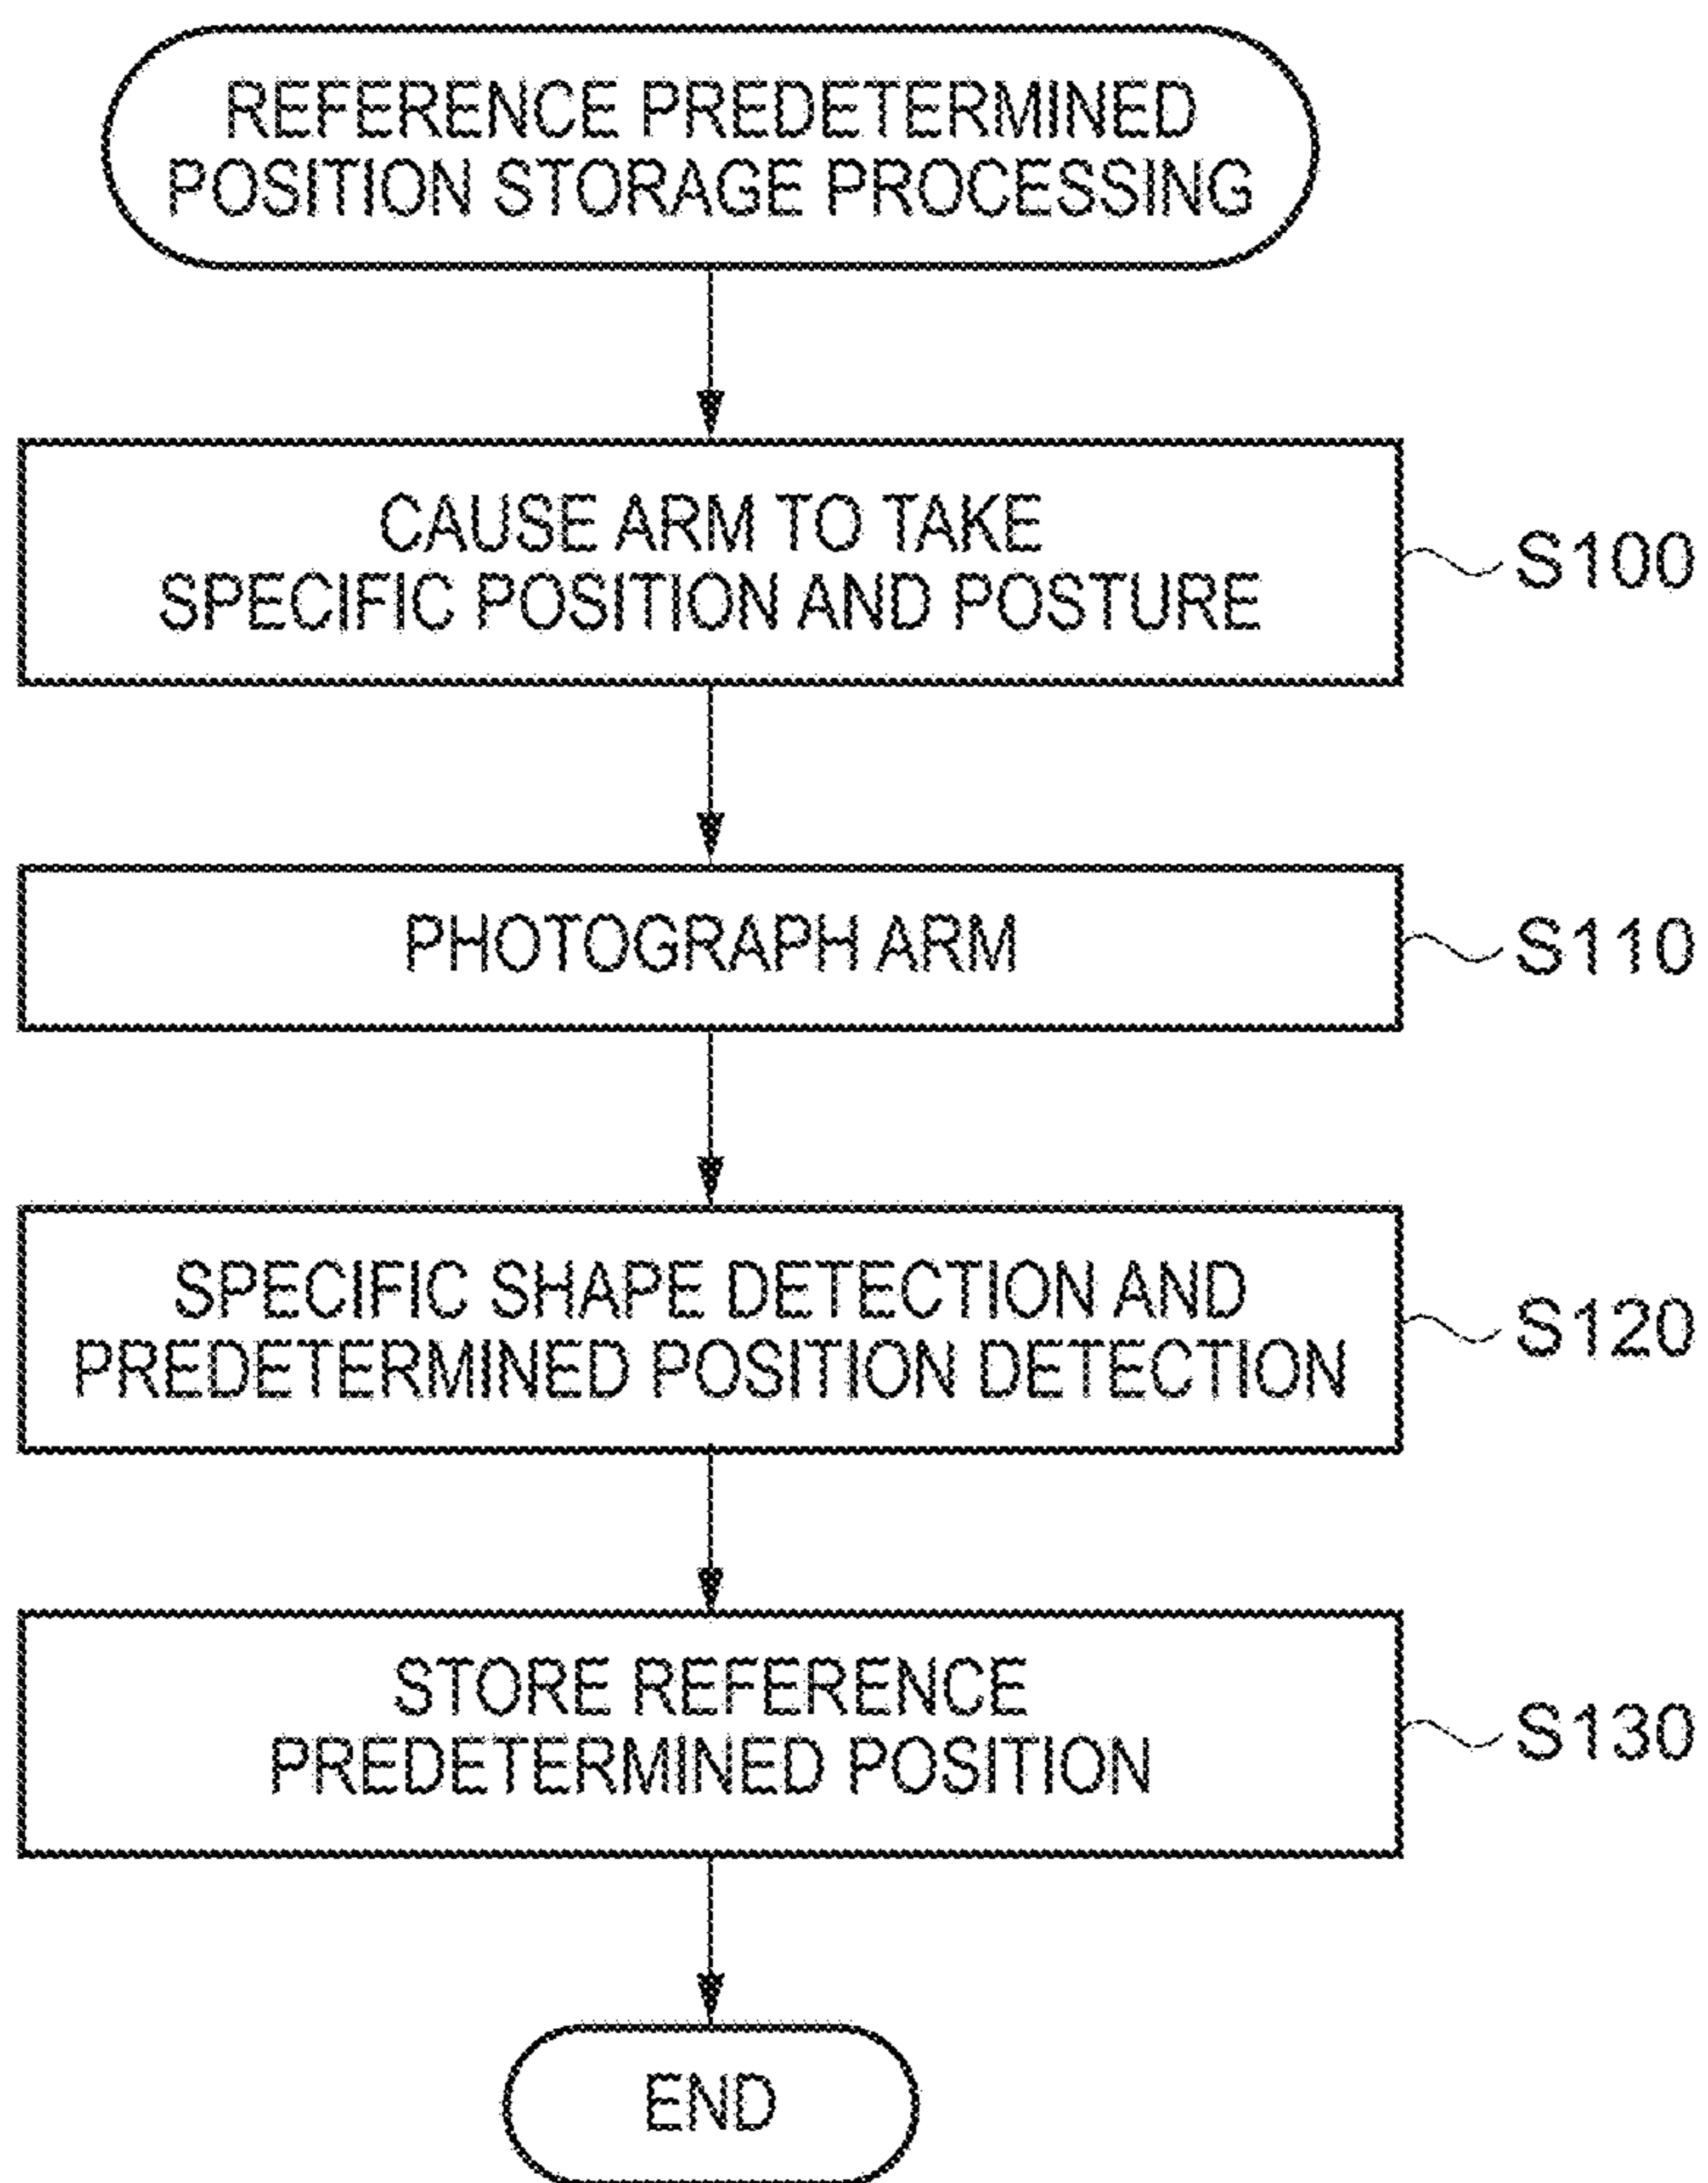 REFERENCE PREDETERMINED
POSITION STORAGE PROCESSING
CAUSE ARM TO TAKE
SPECIFIC POSITION AND POSTURE
S100
PHOTOGRAPH ARM
S110
SPECIFIC SHAPE DETECTION AND
PREDETERMINED POSITION DETECTION
S120
STORE REFERENCE
PREDETERMINED POSITION
S130
END